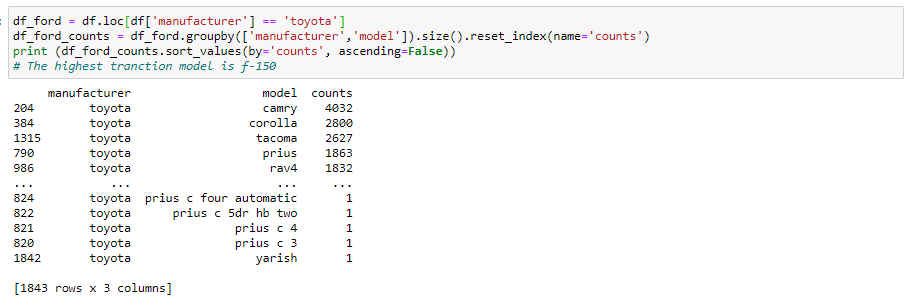 df_ford = df.loc[df['manufacturer'] == 'toyota']
df_ford_counts = df_ford.groupby(['manufacturer','model']).size().reset_index(name='counts')
print (df_ford_counts.sort_values(by='counts', ascending=False))
# The highest tranction model is f-150
manufacturer model counts
204 toyota camry 4032
384 toyota corolla 2800
1315 toyota tacoma 2627
790 toyota prius 1863
986 toyota rav4 1832
... ... ... ...
824 toyota prius c four automatic 1
822 toyota prius c 5dr hb two 1
821 toyota prius c 4 1
820 toyota prius c 3 1
1842 toyota yarish 1
[1843 rows x 3 columns]